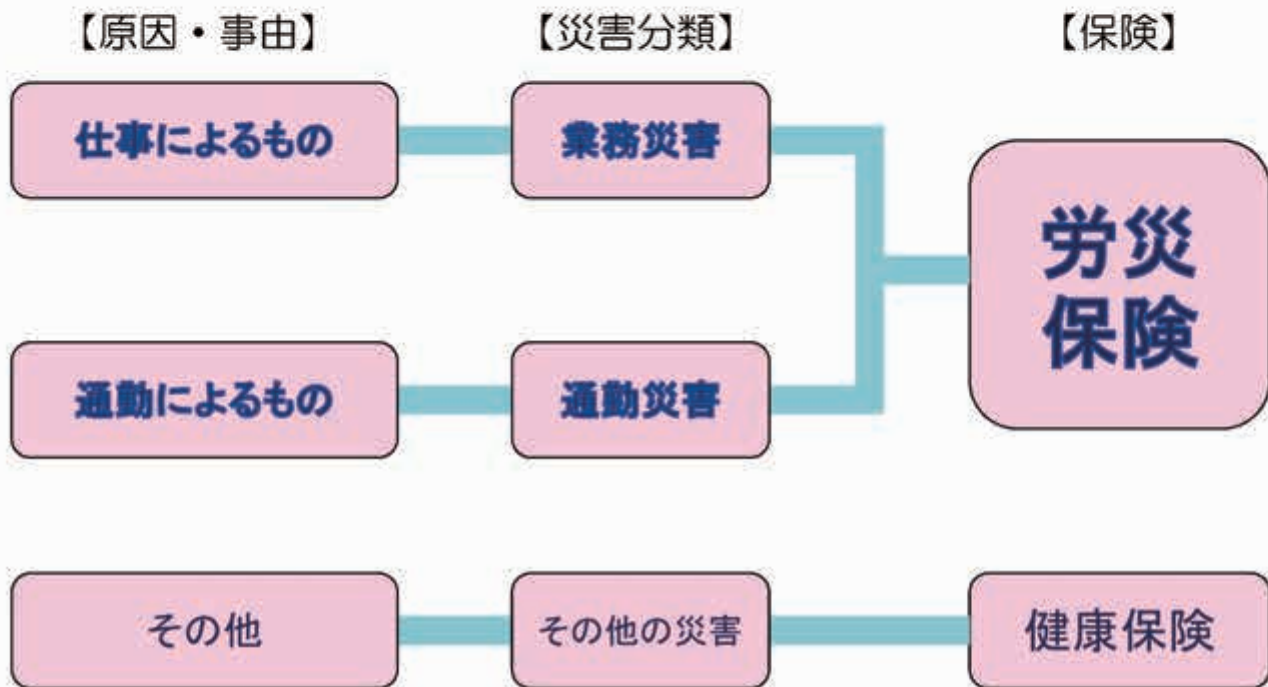 【原因・事由】 【災害分類】 【保険】
仕事によるもの 業務災害
労災
保険
通勤によるもの 通勤災害
その他 その他の災害 健康保険